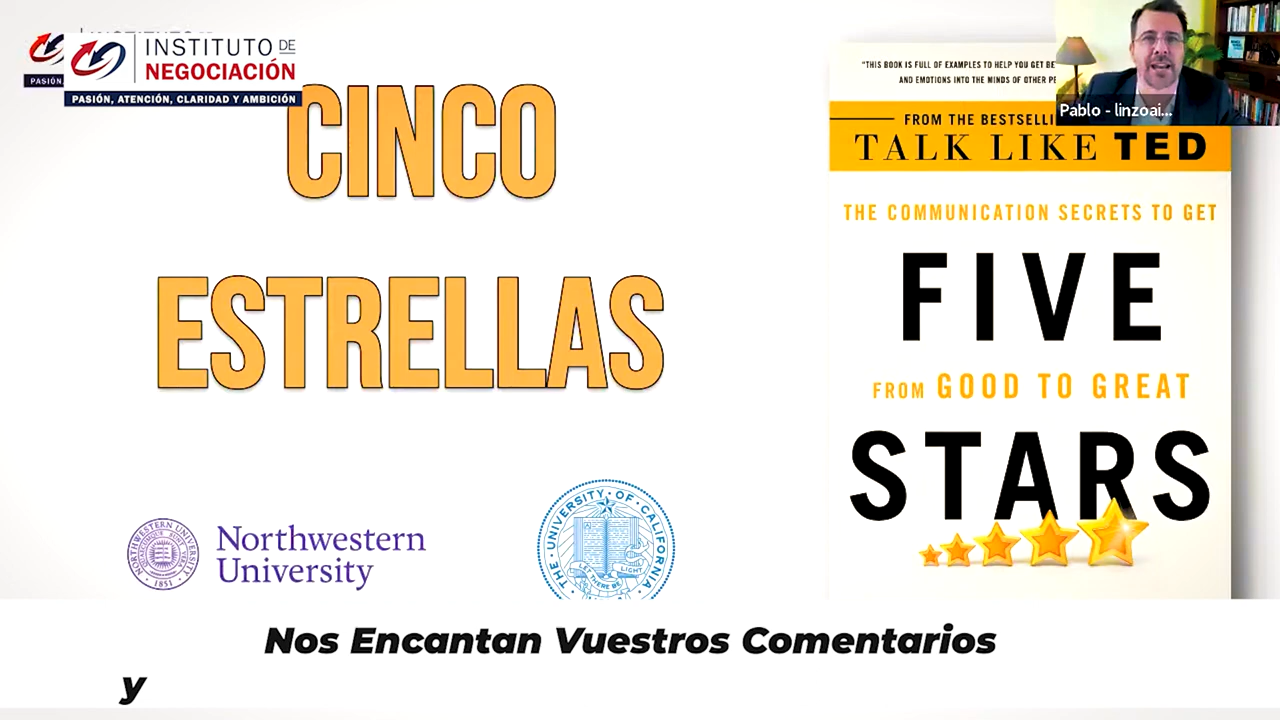 INSTITUTO DE
NEGOCIACIÓN
PASIÓN,
PASIÓN, ATENCIÓN, CLARIDAD Y AMBICIÓN
CINCO
ESTRELLAS
Northwestern
University
NORTHWESTERN UNIVERSITY
1851
THE UNIVERSITY OF CALIFORNIA
LET THERE BE LIGHT
"THIS BOOK IS FULL OF EXAMPLES TO HELP YOU GET
AND EMOTIONS INTO THE MINDS OF OTHER
FROM THE
TALK LIKE TED
THE COMMUNICATION SECRETS TO GET
FIVE
FROM GOOD TO GREAT
STARS
Pablo - linzoai...
Nos Encantan Vuestros Comentarios
y